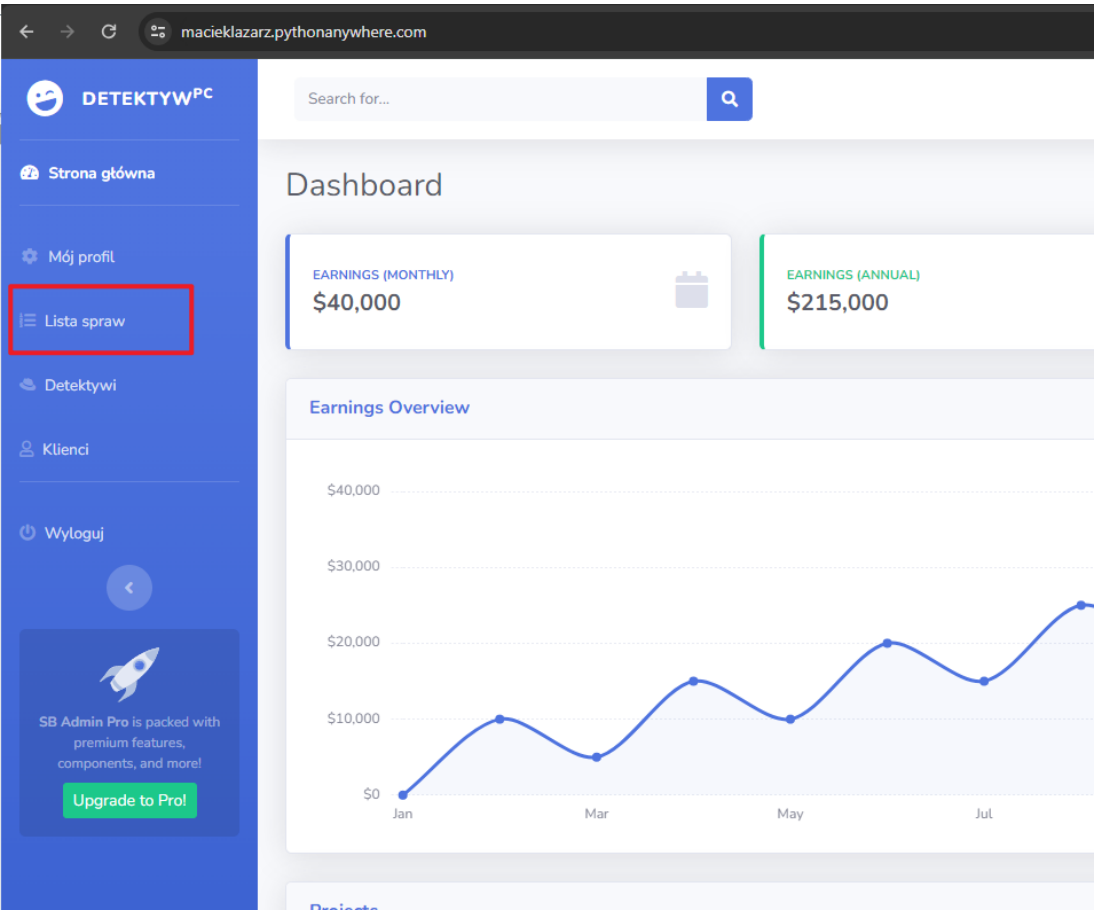 macieklazarz.pythonanywhere.com
DETEKTYWPC
Search for...
Strona główna
Mój profil
Lista spraw
Detektywi
Klienci
Wyloguj
SB Admin Pro is packed with
premium features,
components, and more!
Upgrade to Pro!
Dashboard
EARNINGS (MONTHLY)
$40,000
EARNINGS (ANNUAL)
$215,000
Earnings Overview
$40,000
$30,000
$20,000
$10,000
$0
Jan
Mar
May
Jul
Projects